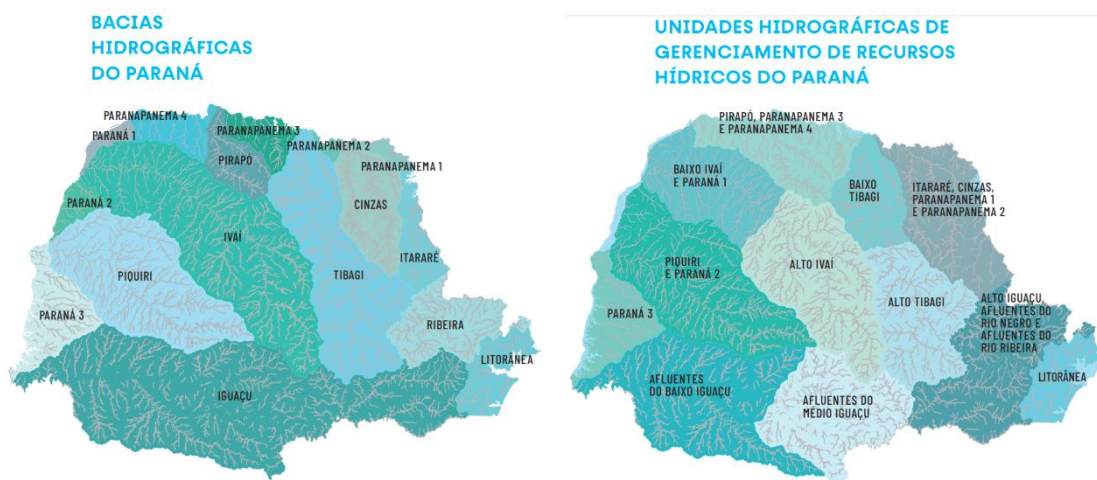 BACIAS
HIDROGRÁFICAS
DO PARANÁ
PARANAPANEMA 4
PARANÁ 1
PARANAPANEMA 3
PIRAPÓ
PARANAPANEMA 2
PARANAPANEMA 1
CINZAS
PARANÁ 2
IVAÍ
ITARARÉ
PIQUIRI
TIBAGI
PARANÁ 3
RIBEIRA
LITORÂNEA
IGUAÇU
UNIDADES HIDROGRÁFICAS DE
GERENCIAMENTO DE RECURSOS
HÍDRICOS DO PARANÁ
PIRAPÓ, PARANAPANEMA 3
E PARANAPANEMA 4
BAIXO IVAÍ
E PARANÁ 1
BAIXO
TIBAGI
ITARARÉ, CINZAS,
PARANAPANEMA 1
E PARANAPANEMA 2
PIQUIRI
E PARANÁ 2
ALTO IVAÍ
ALTO TIBAGI
PARANÁ 3
ALTO IGUAÇU,
AFLUENTES DO
RIO NEGRO E
AFLUENTES DO
RIO RIBEIRA
LITORÂNEA
AFLUENTES
DO BAIXO IGUAÇU
AFLUENTES DO
MÉDIO IGUAÇU